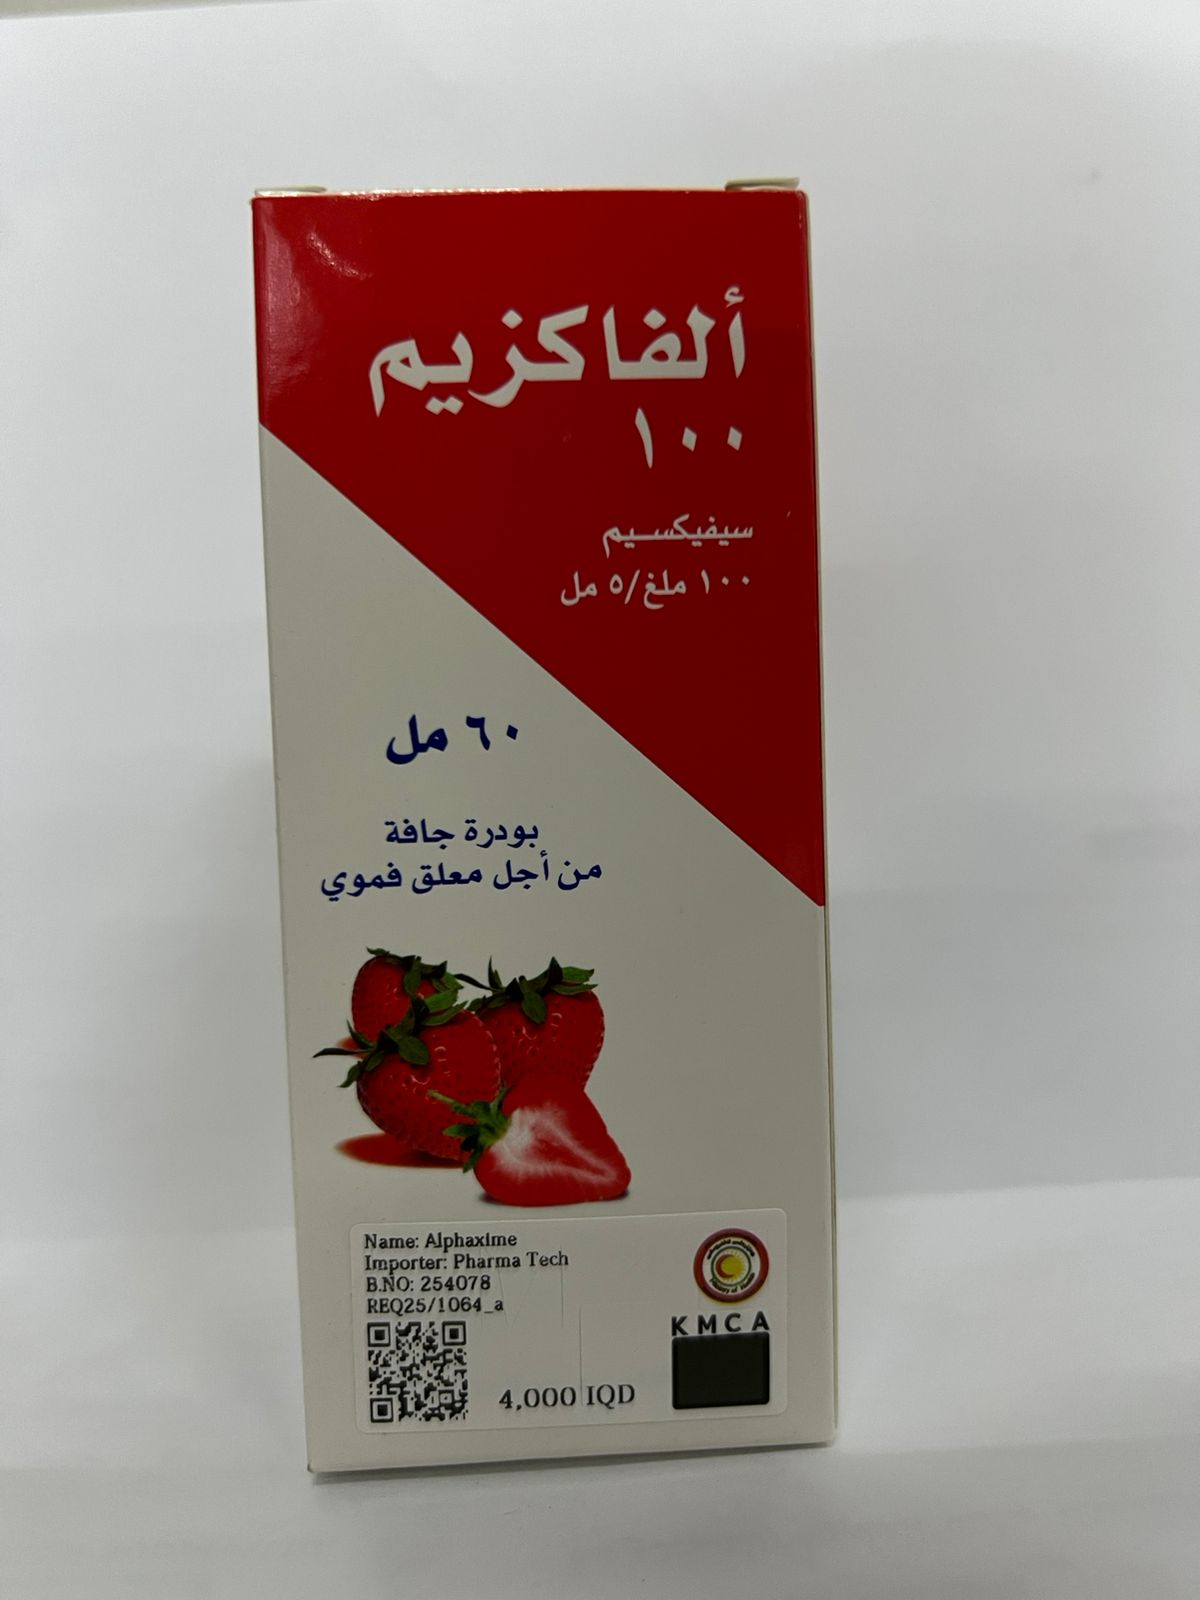 ألفاكزيم
١٠٠
سيفيكسيم
١٠٠ ملغ/٥ مل
٦٠ مل
بودرة جافة
من أجل معلق فموي
Name: Alphaxime
Importer: Pharma Tech
B.NO: 254078
REQ25/1064_a
4,000 IQD
KMCA